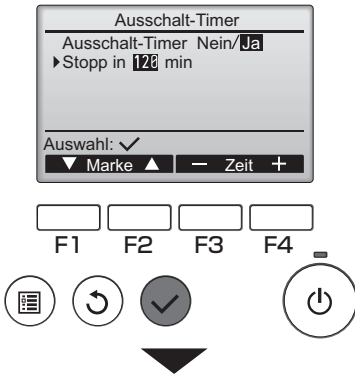 Ausschalt-Timer
Ausschalt-Timer Nein/Ja
Stopp in 120 min
Auswahl: ✓
▼ Marke ▲ − Zeit +
F1 F2 F3 F4